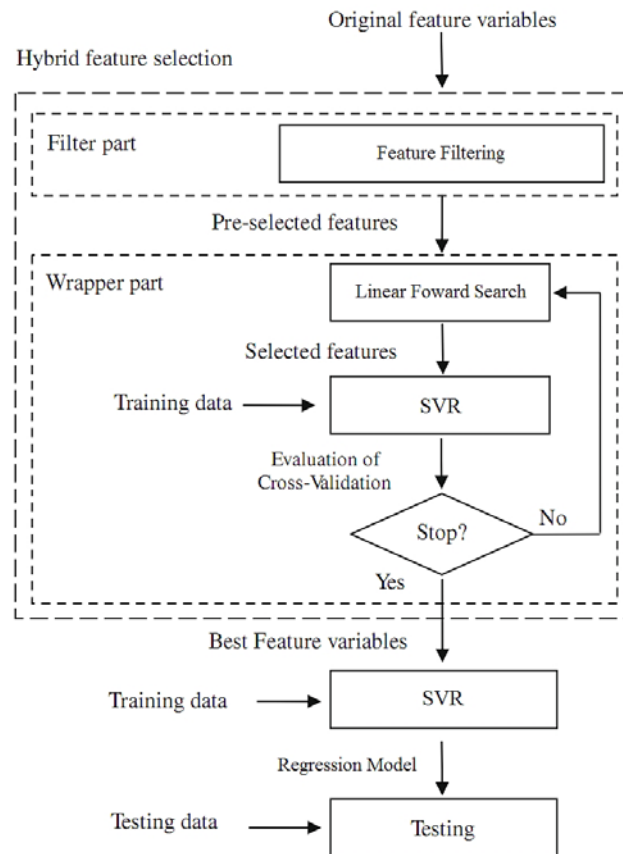 Original feature variables
Hybrid feature selection
Filter part
Feature Filtering
Pre-selected features
Wrapper part
Linear Foward Search
Selected features
Training data
SVR
Evaluation of
Cross-Validation
Stop?
No
Yes
Best Feature variables
Training data
SVR
Regression Model
Testing data
Testing